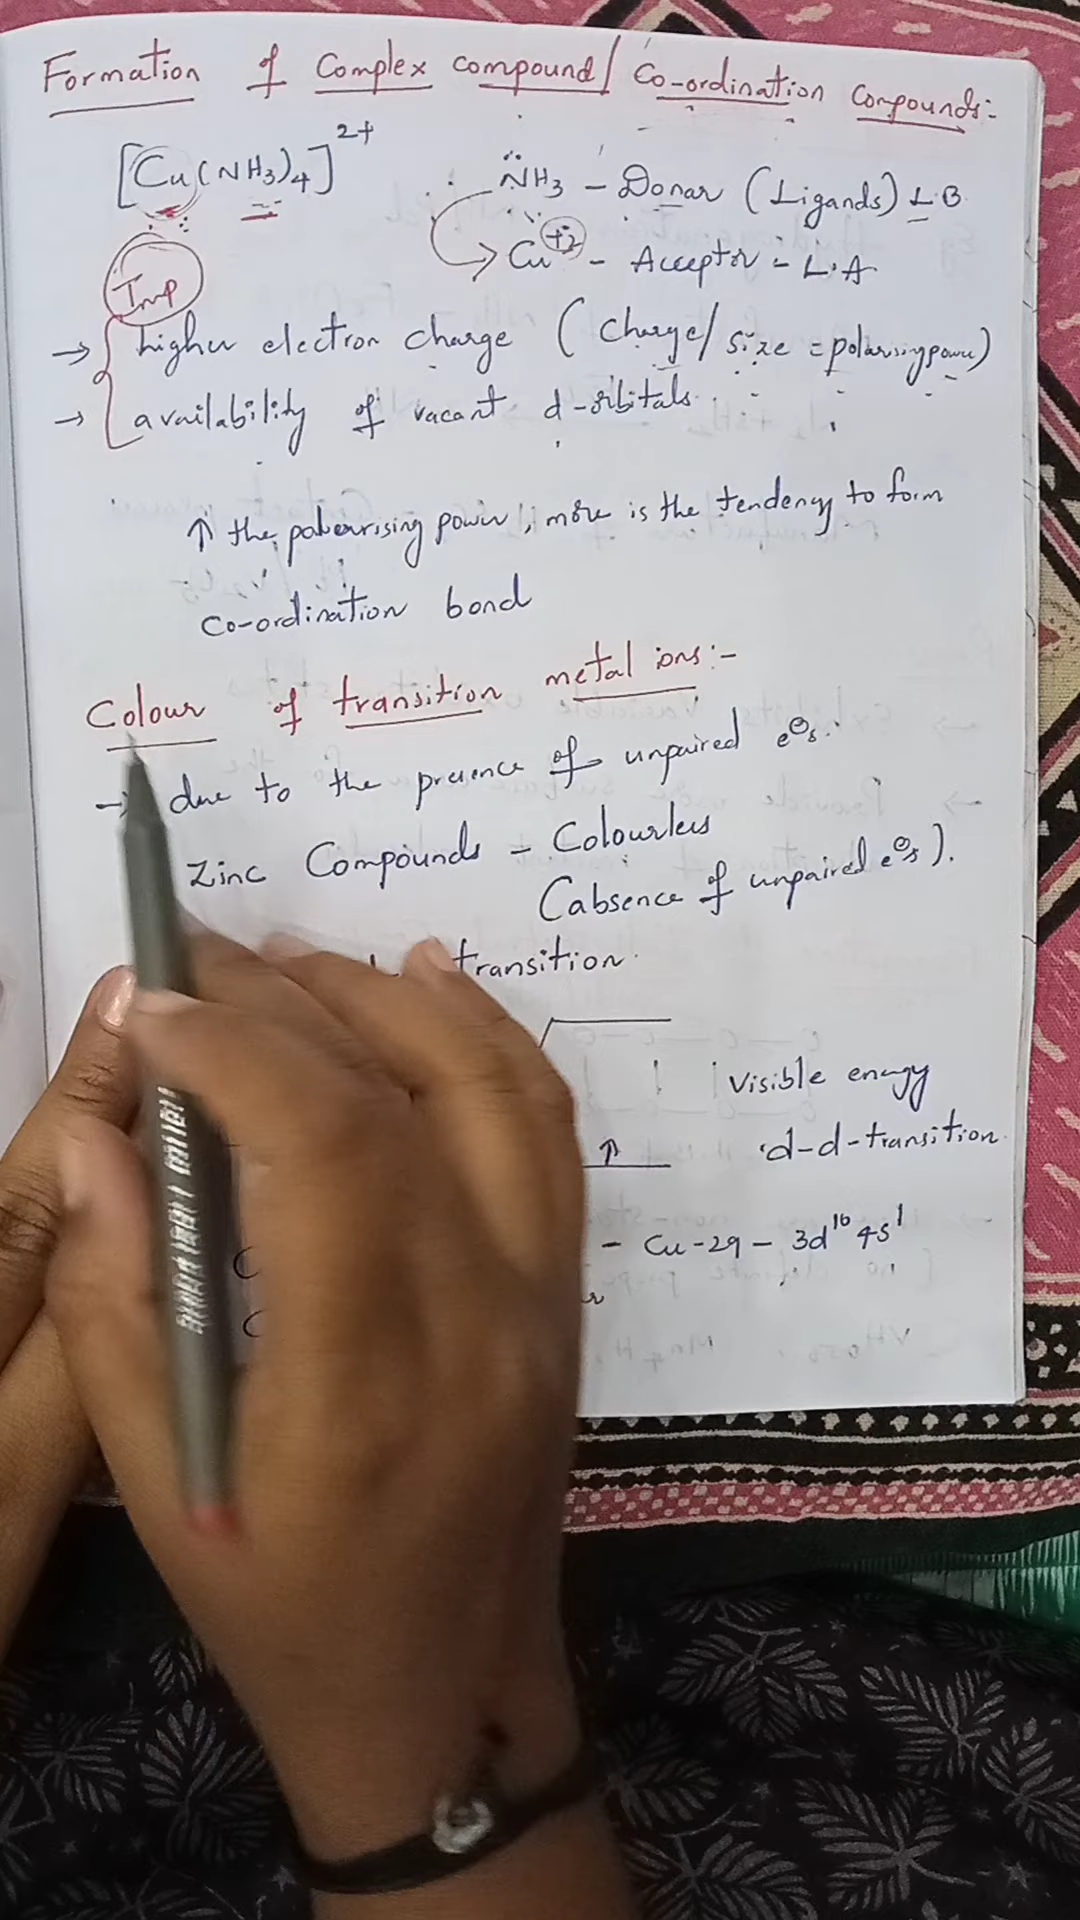 Formation of Complex compound/ Co-ordination Compounds:-
[Cu(NH3)4]2+
N̈H3 - Donar (Ligands) L.B
Cu+2 - Acceptor - L.A
Imp
→ higher electron charge (Charge/size = polarising power)
→ availability of vacant d-orbitals.
↑ the polearising power, more is the tendency to form
co-ordination bond
Colour of transition metal ions:-
→ due to the presence of unpaired e⊖s.
Zinc Compounds - Colourless
(absence of unpaired e⊖s).
transition.
Visible energy
↑ d-d-transition.
- Cu-29 - 3d10 4s1